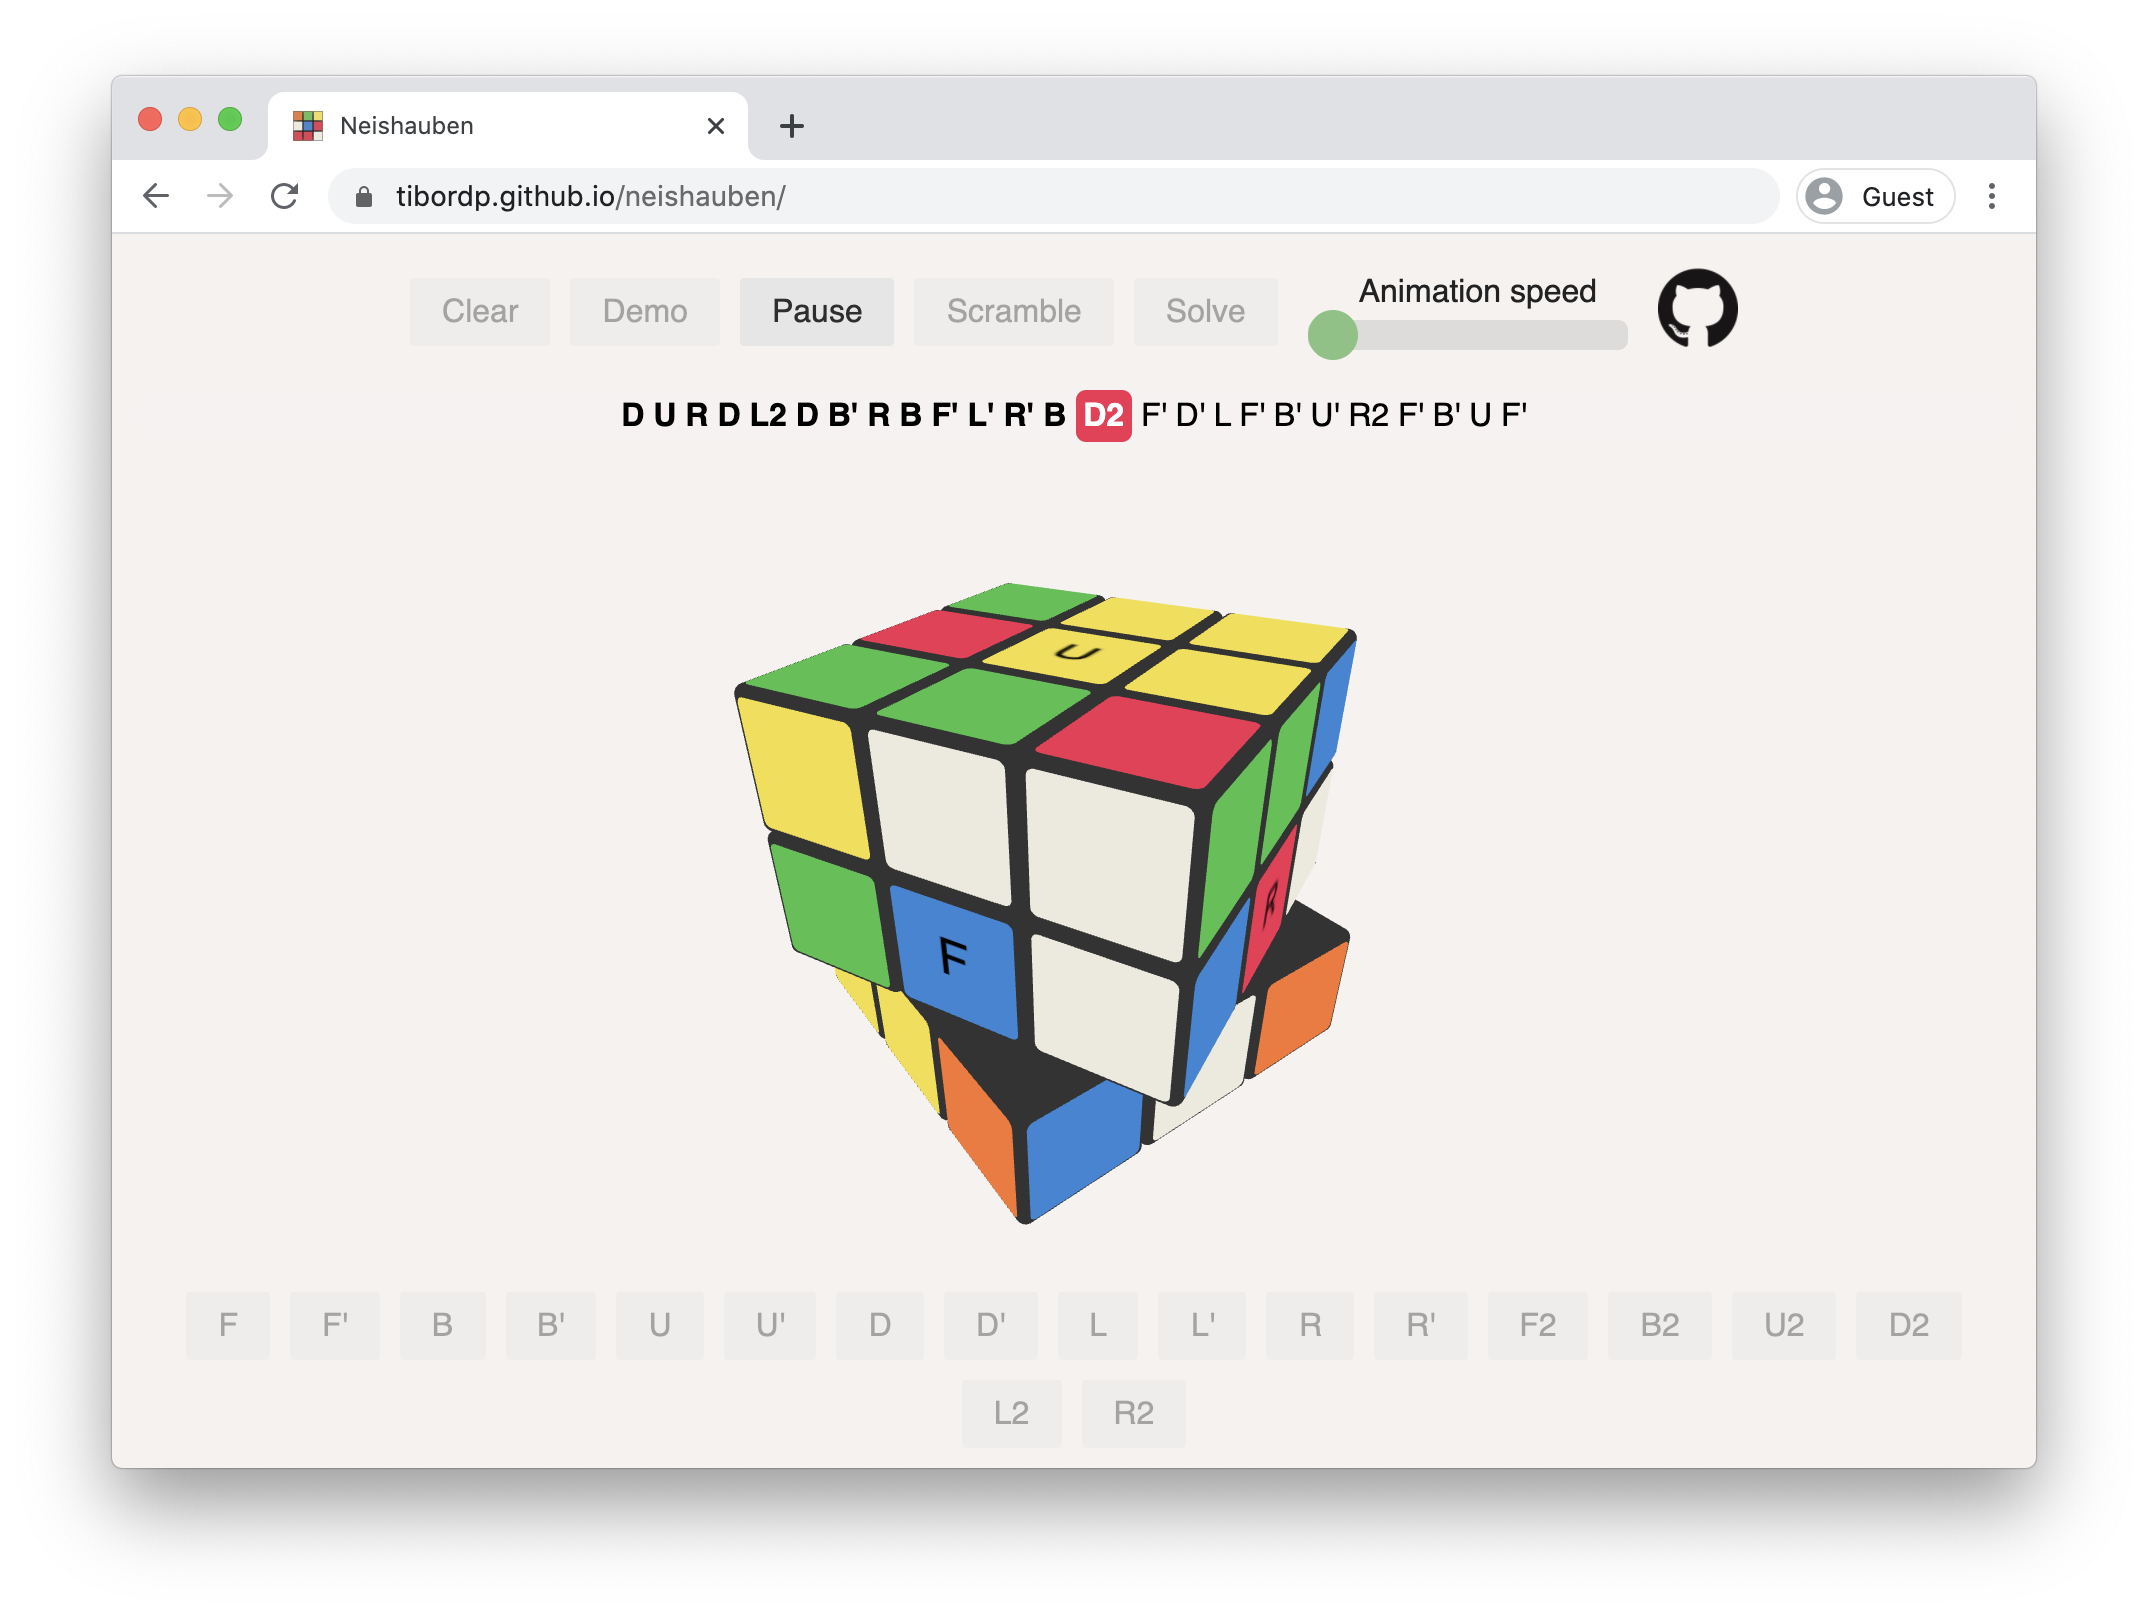 Neishauben
tibordp.github.io/neishauben/
Guest
Clear Demo Pause Scramble Solve Animation speed
D U R D L2 D B' R B F' L' R' B D2 F' D' L F' B' U' R2 F' B' U F'
U
F
R
F F' B B' U U' D D' L L' R R' F2 B2 U2 D2
L2 R2